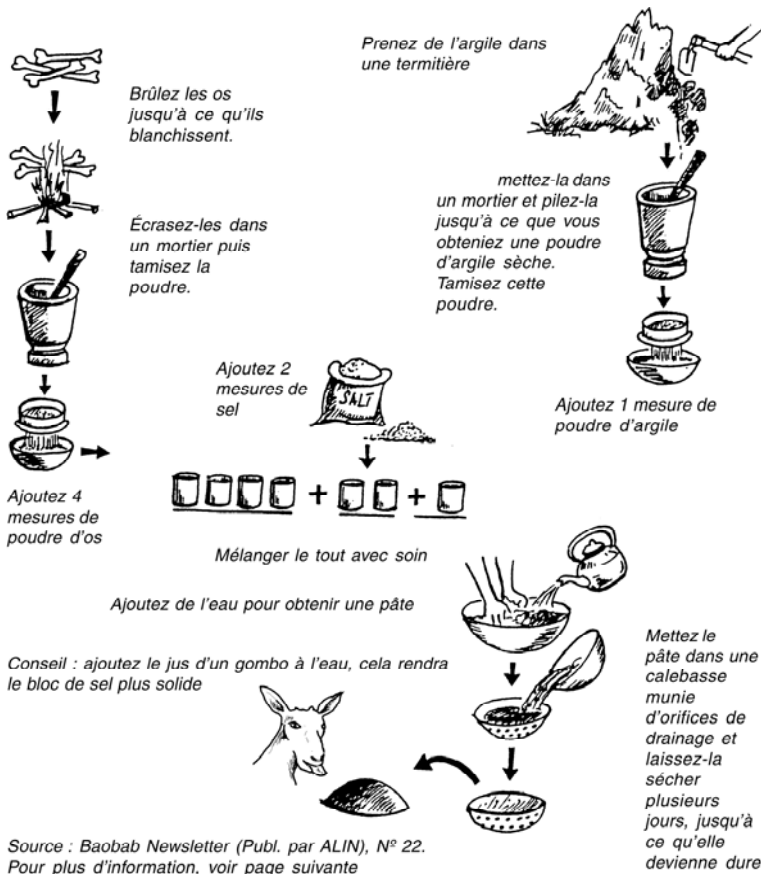 Prenez de l'argile dans
une termitière
Brûlez les os
jusqu'à ce qu'ils
blanchissent.
mettez-la dans
un mortier et pilez-la
jusqu'à ce que vous
obteniez une poudre
d'argile sèche.
Tamisez cette
poudre.
Écrasez-les dans
un mortier puis
tamisez la
poudre.
Ajoutez 2
mesures de
sel
SALT
Ajoutez 1 mesure de
poudre d'argile
Ajoutez 4
mesures de
poudre d'os
+ +
Mélanger le tout avec soin
Ajoutez de l'eau pour obtenir une pâte
Conseil : ajoutez le jus d'un gombo à l'eau, cela rendra
le bloc de sel plus solide
Mettez le
pâte dans une
calebasse
munie
d'orifices de
drainage et
laissez-la
sécher
plusieurs
jours, jusqu'à
ce qu'elle
devienne dure
Source : Baobab Newsletter (Publ. par ALIN), Nº 22.
Pour plus d'information, voir page suivante